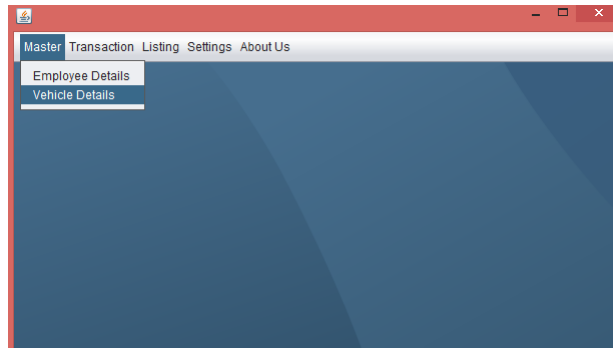 Master Transaction Listing Settings About Us
Employee Details
Vehicle Details